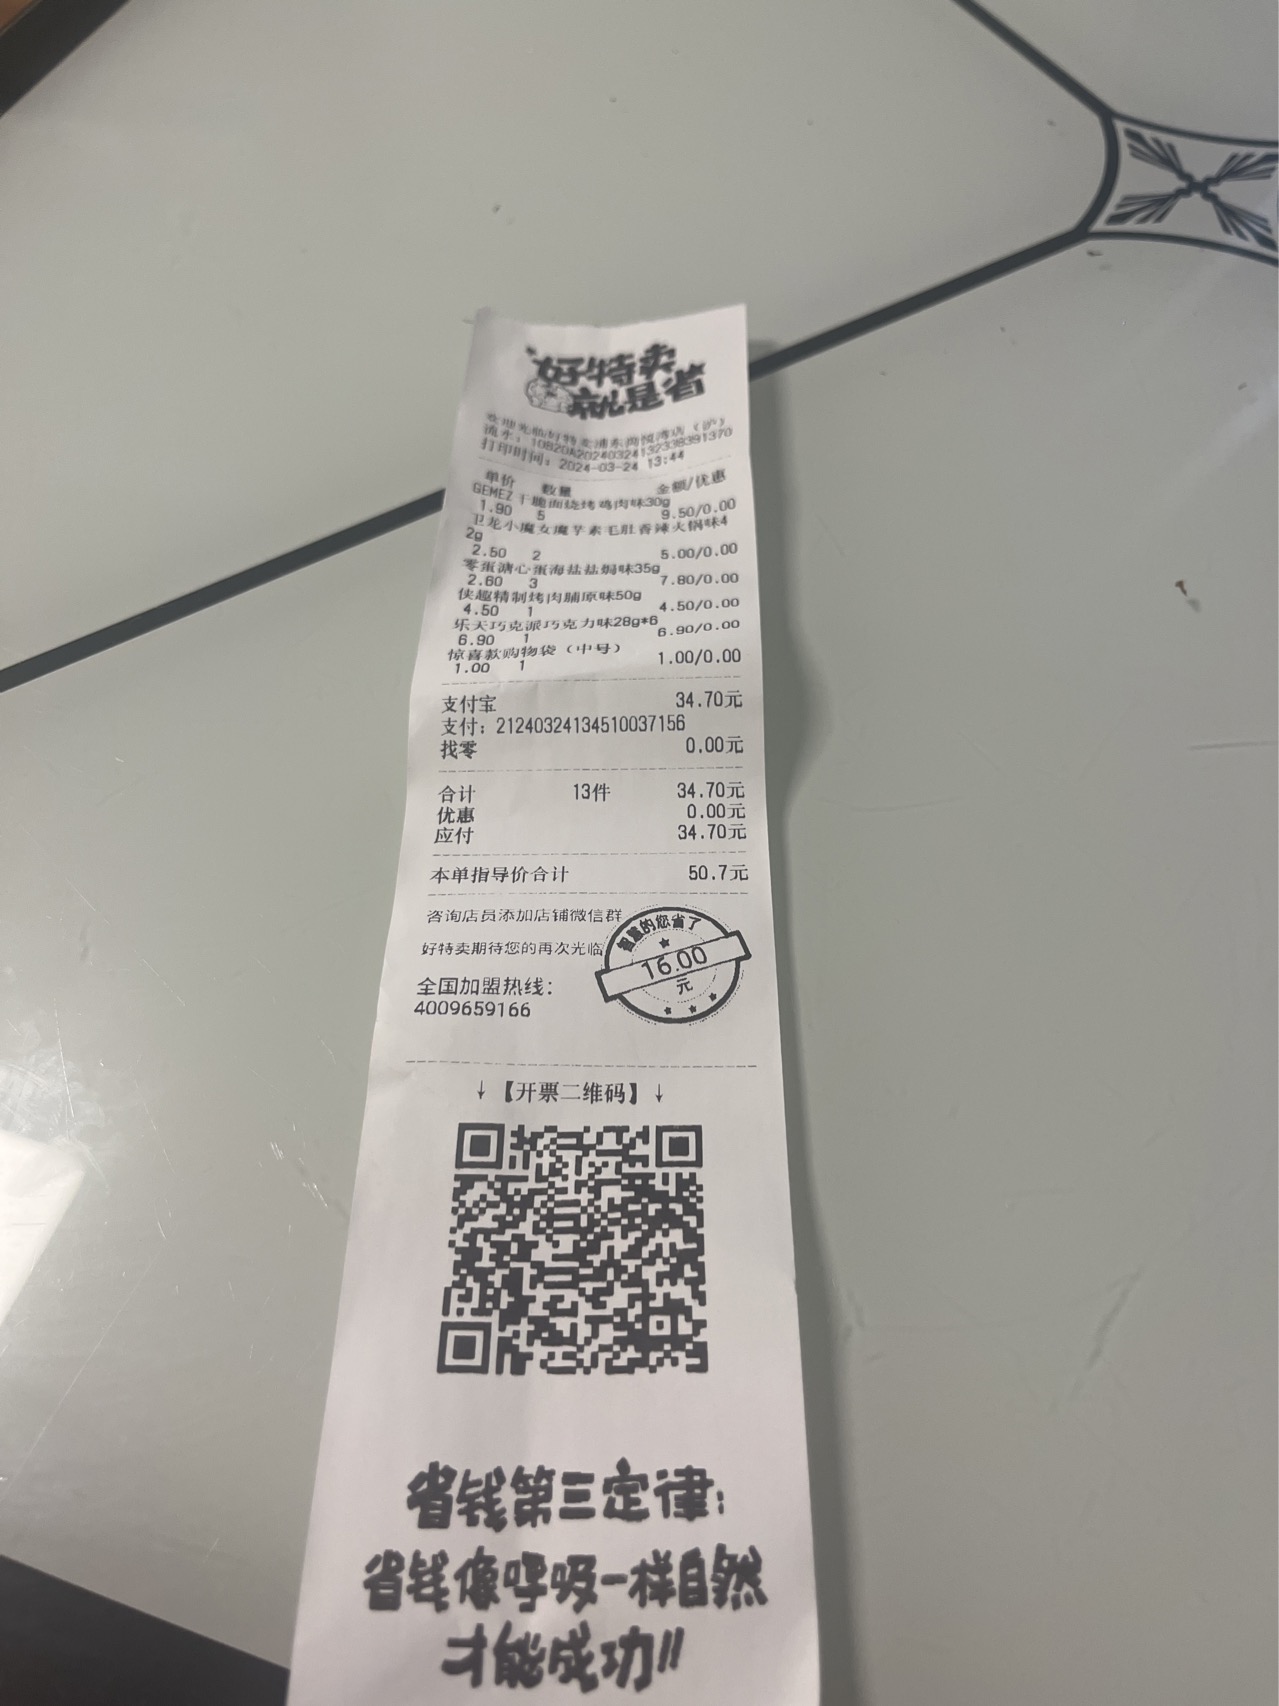 好特卖
就是省
欢迎光临好特卖浦东尚悦湾店（沪）
流水：10820A20240324132338391370
打印时间：2024-03-24 13:44
单价 数量 金额/优惠
GEMEZ干脆面烧烤鸡肉味30g
1.90 5 9.50/0.00
卫龙小魔女魔芋素毛肚香辣火锅味4
2g
2.50 2 5.00/0.00
零蛋溏心蛋海盐盐焗味35g
2.60 3 7.80/0.00
侠趣精制烤肉脯原味50g
4.50 1 4.50/0.00
乐天巧克派巧克力味28g*6
6.90 1 6.90/0.00
惊喜款购物袋（中号）
1.00 1 1.00/0.00
支付宝 34.70元
支付：21240324134510037156
找零 0.00元
合计 13件 34.70元
优惠 0.00元
应付 34.70元
本单指导价合计 50.7元
咨询店员添加店铺微信群
好特卖期待您的再次光临
智慧的您省了
16.00
元
全国加盟热线：
4009659166
↓【开票二维码】↓
省钱第三定律：
省钱像呼吸一样自然
才能成功!!